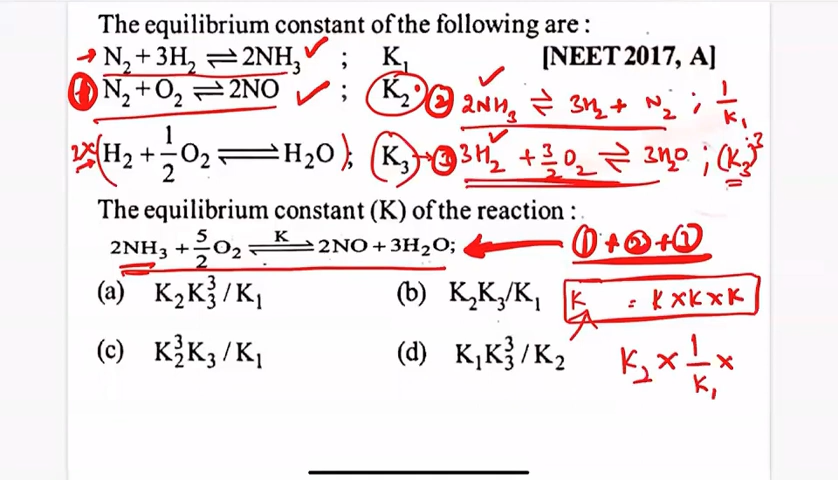 The equilibrium constant of the following are :
→ N₂ + 3H₂ ⇌ 2NH₃ ✓ ; K₁ [NEET 2017, A]
① N₂ + O₂ ⇌ 2NO ✓ ; K₂ ② 2NH₃ ⇌ 3H₂ + N₂ ; 1/K₁
(H₂ + 1/2 O₂ ⇌ H₂O) ; K₃ → ③ 3H₂ + 3/2 O₂ ⇌ 3H₂O ; (K₃)³
The equilibrium constant (K) of the reaction :
2NH₃ + 5/2 O₂ ⇌ K 2NO + 3H₂O; ① + ② + ③
(a) K₂K₃³ / K₁ (b) K₂K₃/K₁ K = K × K × K
(c) K₂³K₃ / K₁ (d) K₁K₃³ / K₂ K₂ × 1/K₁ ×